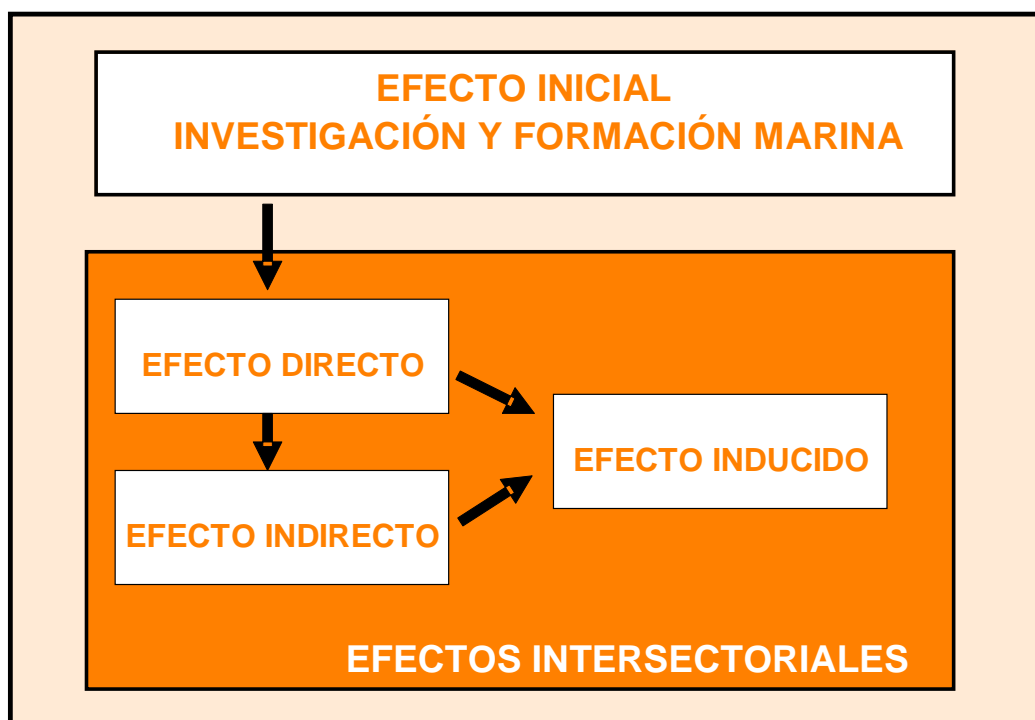 EFECTO INICIAL
INVESTIGACIÓN Y FORMACIÓN MARINA
EFECTO DIRECTO
EFECTO INDUCIDO
EFECTO INDIRECTO
EFECTOS INTERSECTORIALES